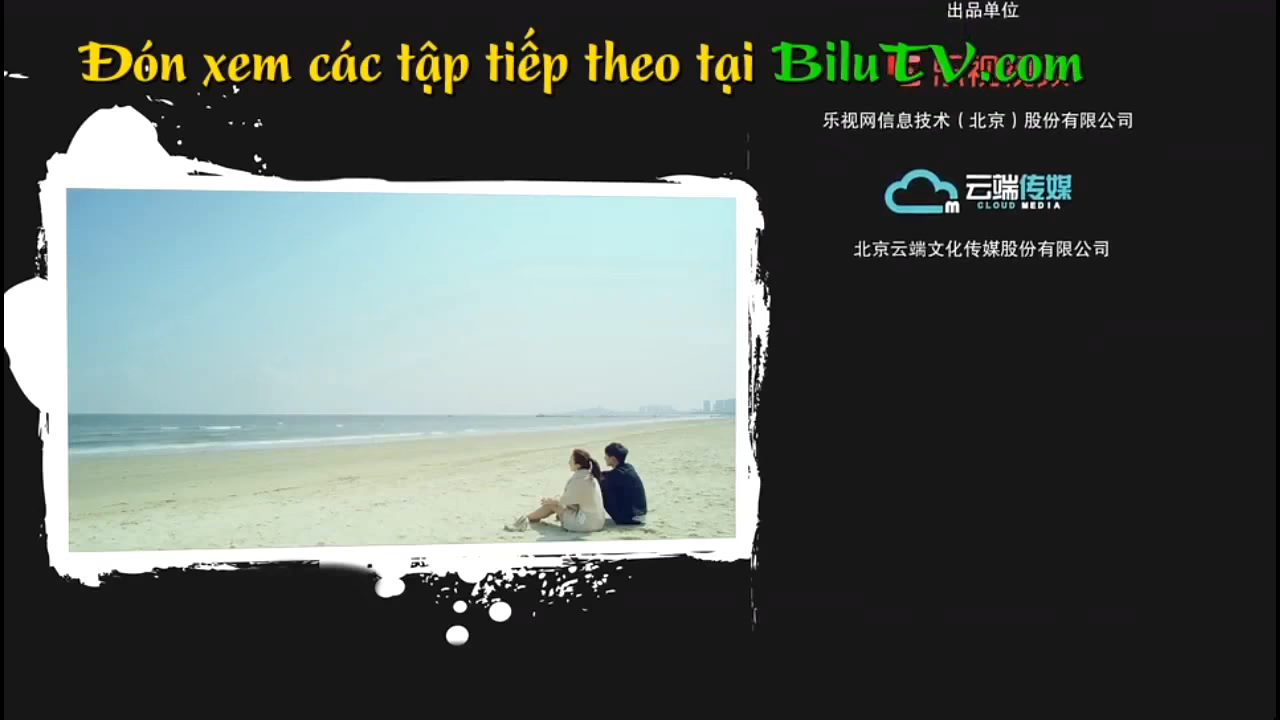 出品单位
Đón xem các tập tiếp theo tại BiluTV.com
乐视网信息技术（北京）股份有限公司
云端传媒
CLOUD MEDIA
m
北京云端文化传媒股份有限公司